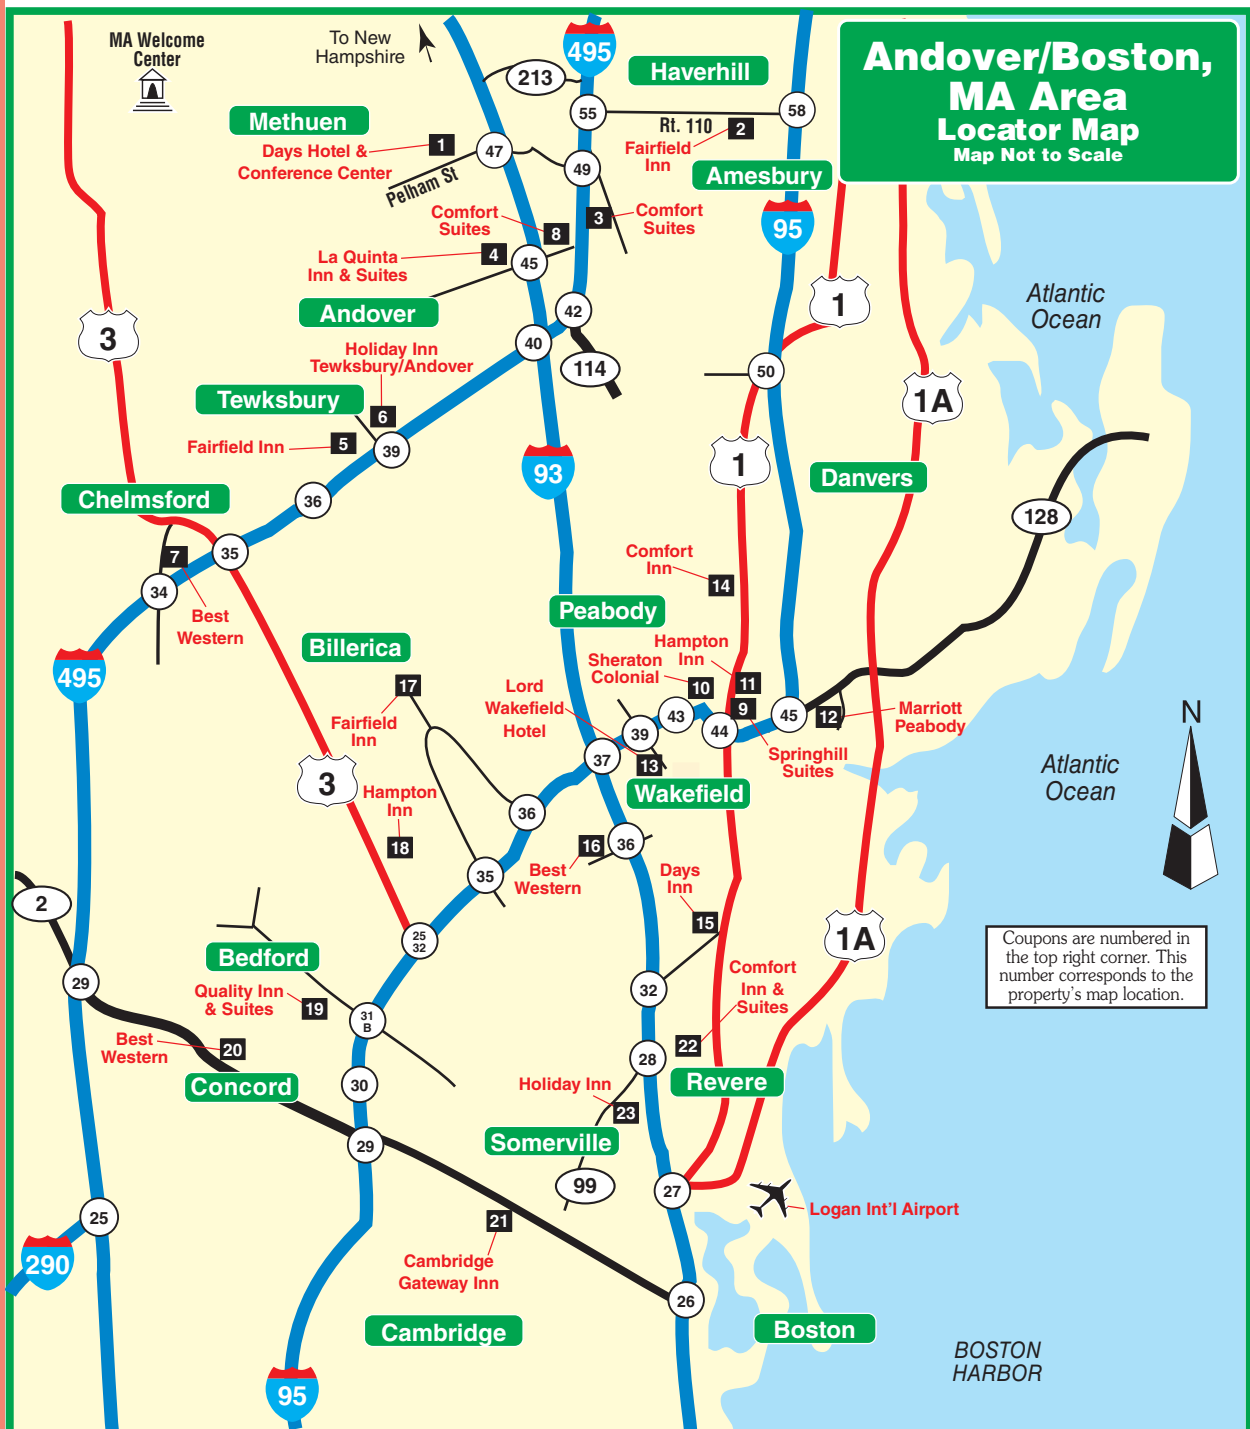 Andover/Boston,
MA Area
Locator Map
Map Not to Scale
MA Welcome
Center
To New
Hampshire
495
213
Haverhill
55
58
Rt. 110
2
Fairfield
Inn
Methuen
1
Days Hotel &
Conference Center
Pelham St
47
49
Amesbury
95
Comfort
Suites
8
3
Comfort
Suites
La Quinta
Inn & Suites
4
45
Andover
42
40
114
1
Atlantic
Ocean
3
Holiday Inn
Tewksbury/Andover
50
1A
Tewksbury
6
Fairfield Inn
5
39
93
1
Danvers
Chelmsford
36
128
7
35
34
Best
Western
Comfort
Inn
14
Peabody
Billerica
495
Hampton
Inn
11
Sheraton
Colonial
10
17
Lord
Wakefield
Hotel
Fairfield
Inn
43
9
44
45
12
Marriott
Peabody
N
39
37
13
Springhill
Suites
Wakefield
3
Hampton
Inn
18
36
Atlantic
Ocean
16
36
Best
Western
35
Days
Inn
15
2
25
32
1A
Coupons are numbered in
the top right corner. This
number corresponds to the
property's map location.
Bedford
29
Quality Inn
& Suites
19
31
B
32
Comfort
Inn &
Suites
22
Best
Western
20
28
Concord
30
Holiday Inn
23
Revere
29
Somerville
99
27
Logan Int'l Airport
25
21
290
Cambridge
Gateway Inn
26
Cambridge
Boston
BOSTON
HARBOR
95